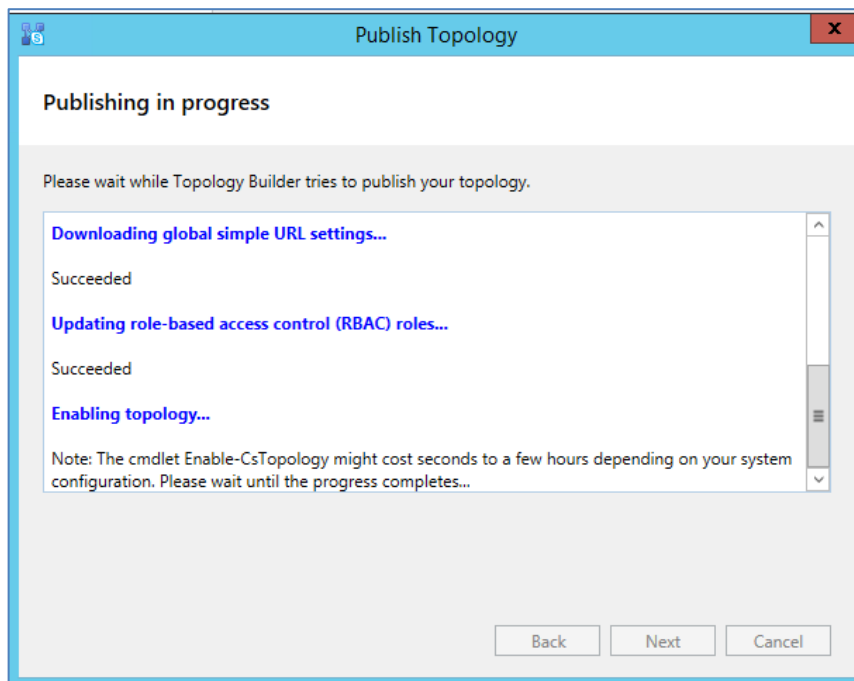 Publish Topology
x
Publishing in progress
Please wait while Topology Builder tries to publish your topology.
Downloading global simple URL settings...
Succeeded
Updating role-based access control (RBAC) roles...
Succeeded
Enabling topology...
Note: The cmdlet Enable-CsTopology might cost seconds to a few hours depending on your system
configuration. Please wait until the progress completes...
Back Next Cancel